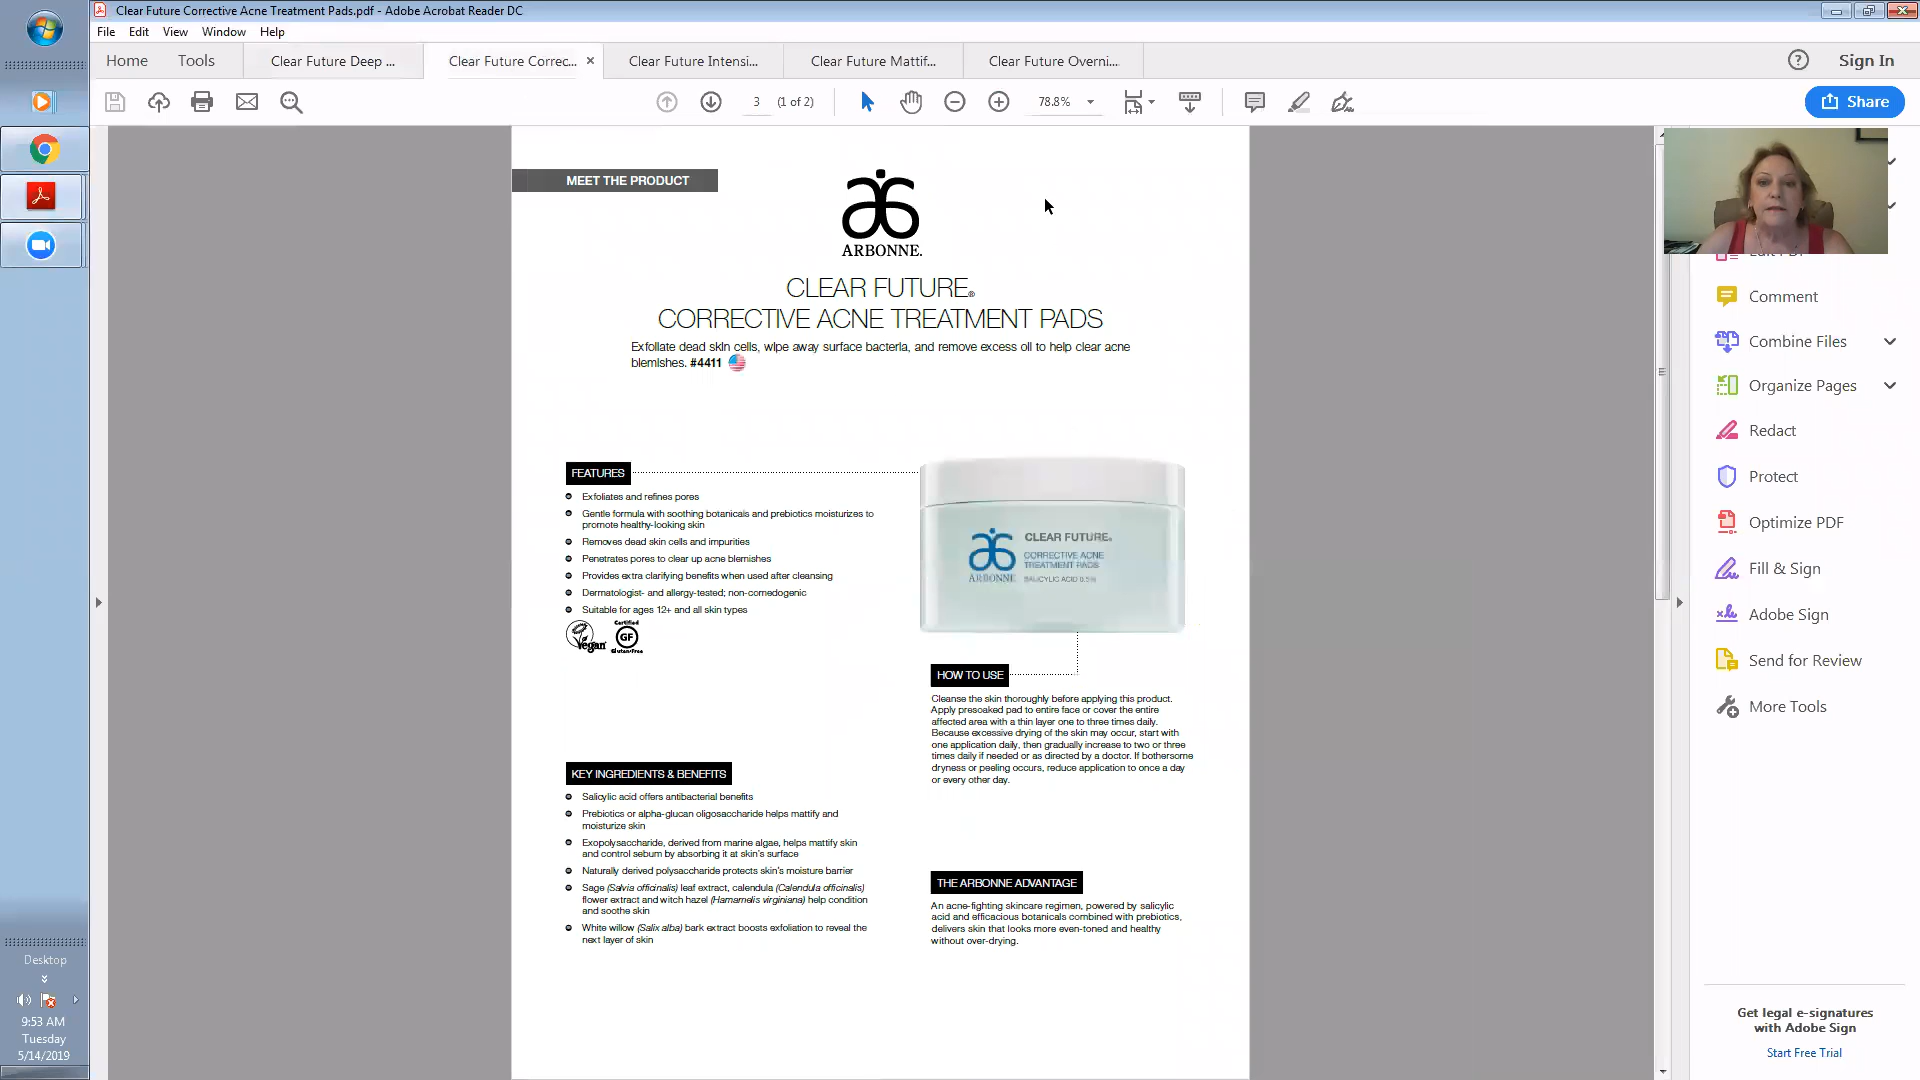 Clear Future Corrective Acne Treatment Pads.pdf - Adobe Acrobat Reader DC
File Edit View Window Help
Home Tools Clear Future Deep ... Clear Future Correc... × Clear Future Intensi... Clear Future Mattif... Clear Future Overni... Sign In
3 (1 of 2) 78.8% Share
MEET THE PRODUCT
ARBONNE.
CLEAR FUTURE®
CORRECTIVE ACNE TREATMENT PADS
Exfoliate dead skin cells, wipe away surface bacteria, and remove excess oil to help clear acne
blemishes. #4411
FEATURES
Exfoliates and refines pores
Gentle formula with soothing botanicals and prebiotics moisturizes to
promote healthy-looking skin
Removes dead skin cells and impurities
Penetrates pores to clear up acne blemishes
Provides extra clarifying benefits when used after cleansing
Dermatologist- and allergy-tested; non-comedogenic
Suitable for ages 12+ and all skin types
Vegan
Certified
GF
Gluten-Free
CLEAR FUTURE®
CORRECTIVE ACNE
TREATMENT PADS
ARBONNE
SALICYLIC ACID 0.5%
HOW TO USE
Cleanse the skin thoroughly before applying this product.
Apply presoaked pad to entire face or cover the entire
affected area with a thin layer one to three times daily.
Because excessive drying of the skin may occur, start with
one application daily, then gradually increase to two or three
times daily if needed or as directed by a doctor. If bothersome
dryness or peeling occurs, reduce application to once a day
or every other day.
KEY INGREDIENTS & BENEFITS
Salicylic acid offers antibacterial benefits
Prebiotics or alpha-glucan oligosaccharide helps mattify and
moisturize skin
Exopolysaccharide, derived from marine algae, helps mattify skin
and control sebum by absorbing it at skin's surface
Naturally derived polysaccharide protects skin's moisture barrier
Sage (Salvia officinalis) leaf extract, calendula (Calendula officinalis)
flower extract and witch hazel (Hamamelis virginiana) help condition
and soothe skin
White willow (Salix alba) bark extract boosts exfoliation to reveal the
next layer of skin
THE ARBONNE ADVANTAGE
An acne-fighting skincare regimen, powered by salicylic
acid and efficacious botanicals combined with prebiotics,
delivers skin that looks more even-toned and healthy
without over-drying.
Edit PDF
Comment
Combine Files
Organize Pages
Redact
Protect
Optimize PDF
Fill & Sign
Adobe Sign
Send for Review
More Tools
Get legal e-signatures
with Adobe Sign
Start Free Trial
Desktop
9:53 AM
Tuesday
5/14/2019